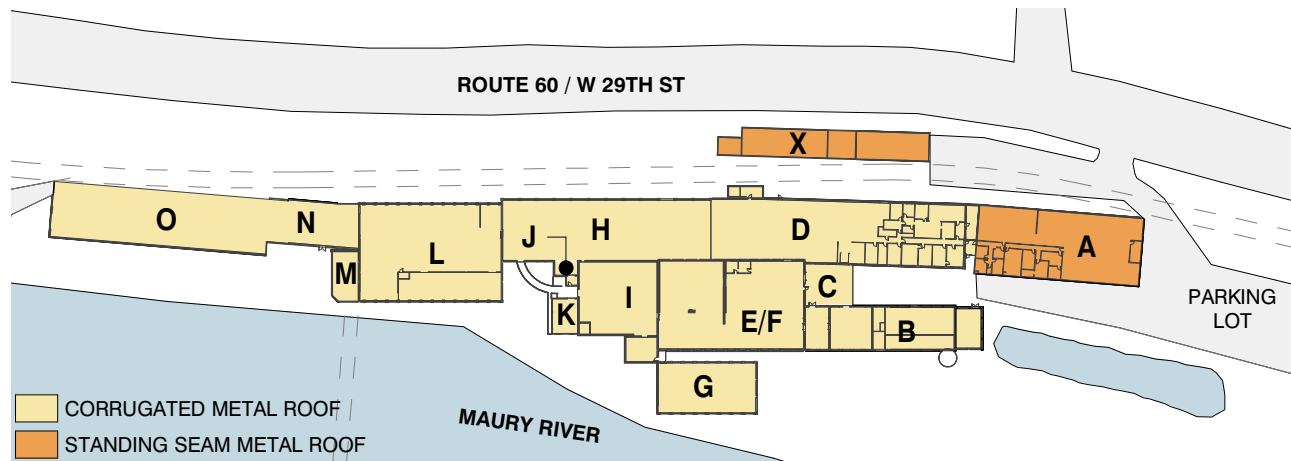 ROUTE 60 / W 29TH ST
X
O
N
J
H
D
A
L
M
I
C
K
E/F
B
G
PARKING
LOT
CORRUGATED METAL ROOF
STANDING SEAM METAL ROOF
MAURY RIVER